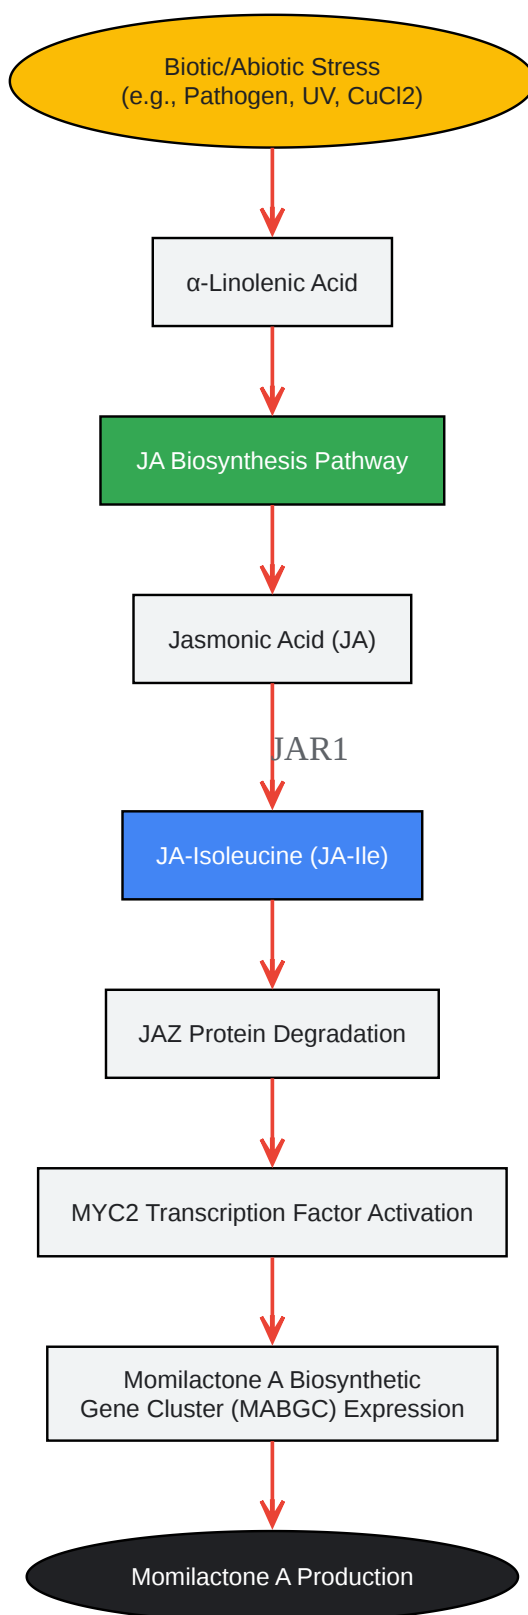 Biotic/Abiotic Stress
(e.g., Pathogen, UV, CuCl2)
α-Linolenic Acid
JA Biosynthesis Pathway
Jasmonic Acid (JA)
JAR1
JA-Isoleucine (JA-Ile)
JAZ Protein Degradation
MYC2 Transcription Factor Activation
Momilactone A Biosynthetic
Gene Cluster (MABGC) Expression
Momilactone A Production